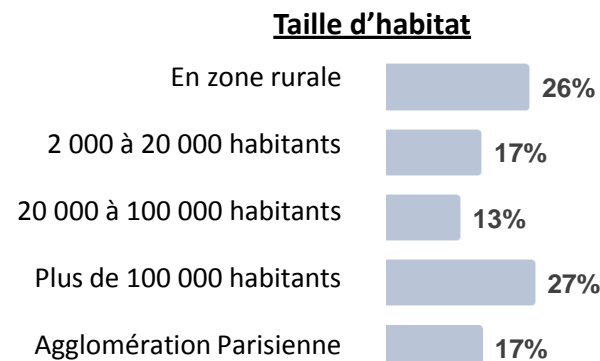 Taille d'habitat
En zone rurale 26%
2 000 à 20 000 habitants 17%
20 000 à 100 000 habitants 13%
Plus de 100 000 habitants 27%
Agglomération Parisienne 17%